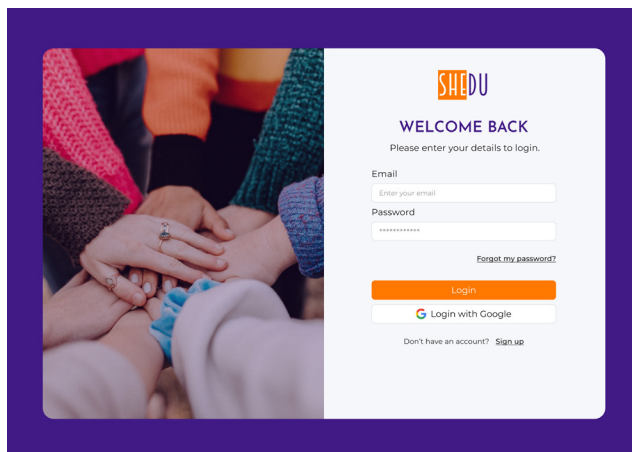 SHEDU
WELCOME BACK
Please enter your details to login.
Email
Enter your email
Password
************
Forgot my password?
Login
Login with Google
Don't have an account? Sign up